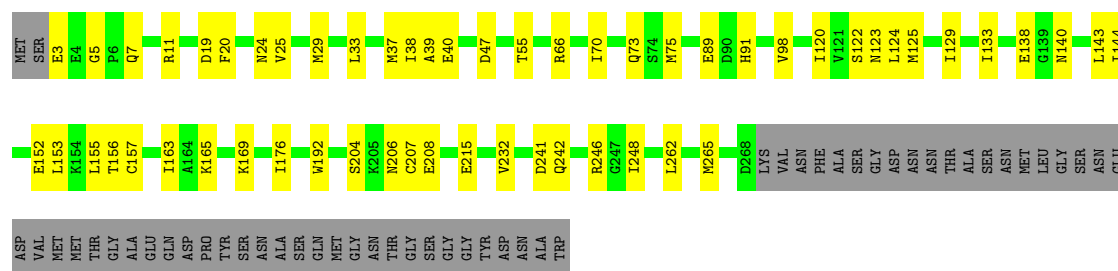 MET SER E3 E4 G5 P6 Q7 R11 D19 F20 N24 V25 M29 L33 M37 I38 A39 E40 D47 T55 R66 I70 Q73 S74 M75 E89 D90 H91 V98 I120 V121 S122 N123 L124 M125 I129 I133 E138 G139 N140 L143 I144
E152 L153 K154 L155 T156 C157 I163 A164 K165 K169 I176 W192 S204 K205 N206 C207 E208 E215 V232 D241 Q242 R246 G247 I248 L262 M265 D268 LYS VAL ASN PHE ALA SER GLY ASP ASN ASN THR ALA SER ASN MET LEU GLY SER ASN GLU
ASP VAL MET MET THR GLY ALA GLU GLN ASP PRO TYR SER ASN ALA SER GLN MET GLY ASN THR GLY SER GLY GLY TYR ASP ASN ALA TRP